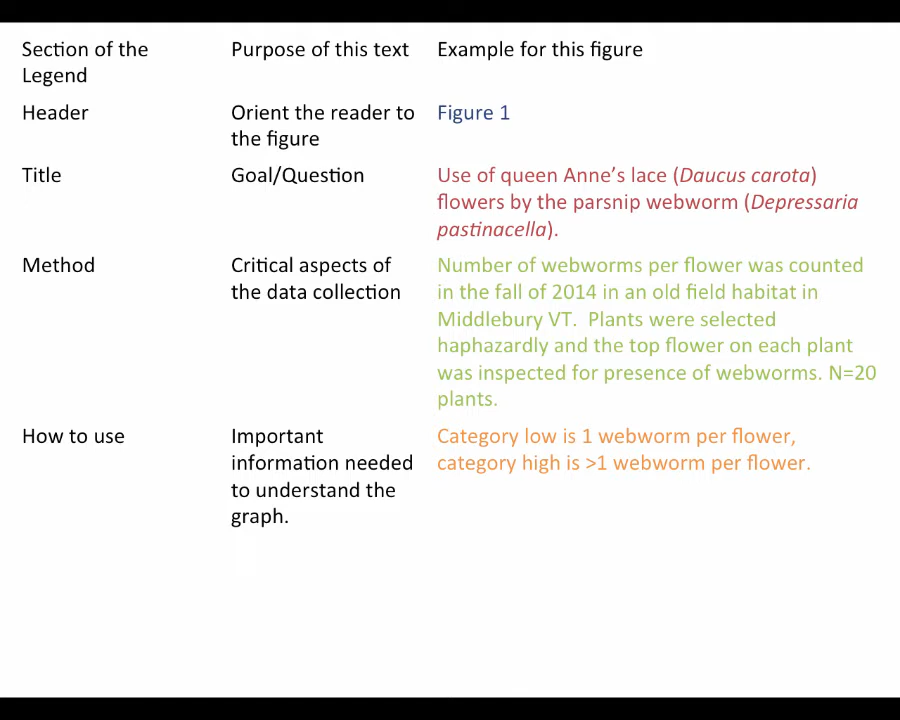 Section of the Legend
Purpose of this text
Example for this figure
Header
Orient the reader to
the figure
Figure 1
Title
Goal/Question
Use of queen Anne’s lace (Daucus carota)
flowers by the parsnip webworm (Depressaria
pastinacella).
Method
Critical aspects of
the data collection
Number of webworms per flower was counted
in the fall of 2014 in an old field habitat in
Middlebury VT.  Plants were selected
haphazardly and the top flower on each plant
was inspected for presence of webworms. N=20
plants.
How to use
Important
information needed
to understand the
graph.
Category low is 1 webworm per flower,
category high is >1 webworm per flower.